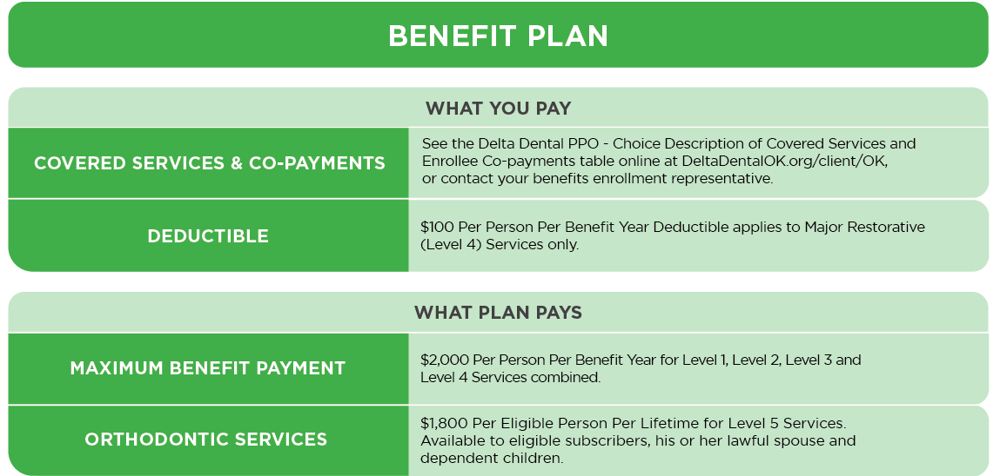 BENEFIT PLAN
WHAT YOU PAY
COVERED SERVICES & CO-PAYMENTS
See the Delta Dental PPO - Choice Description of Covered Services and
Enrollee Co-payments table online at DeltaDentalOK.org/client/OK,
or contact your benefits enrollment representative.
DEDUCTIBLE
$100 Per Person Per Benefit Year Deductible applies to Major Restorative
(Level 4) Services only.
WHAT PLAN PAYS
MAXIMUM BENEFIT PAYMENT
$2,000 Per Person Per Benefit Year for Level 1, Level 2, Level 3 and
Level 4 Services combined.
ORTHODONTIC SERVICES
$1,800 Per Eligible Person Per Lifetime for Level 5 Services.
Available to eligible subscribers, his or her lawful spouse and
dependent children.